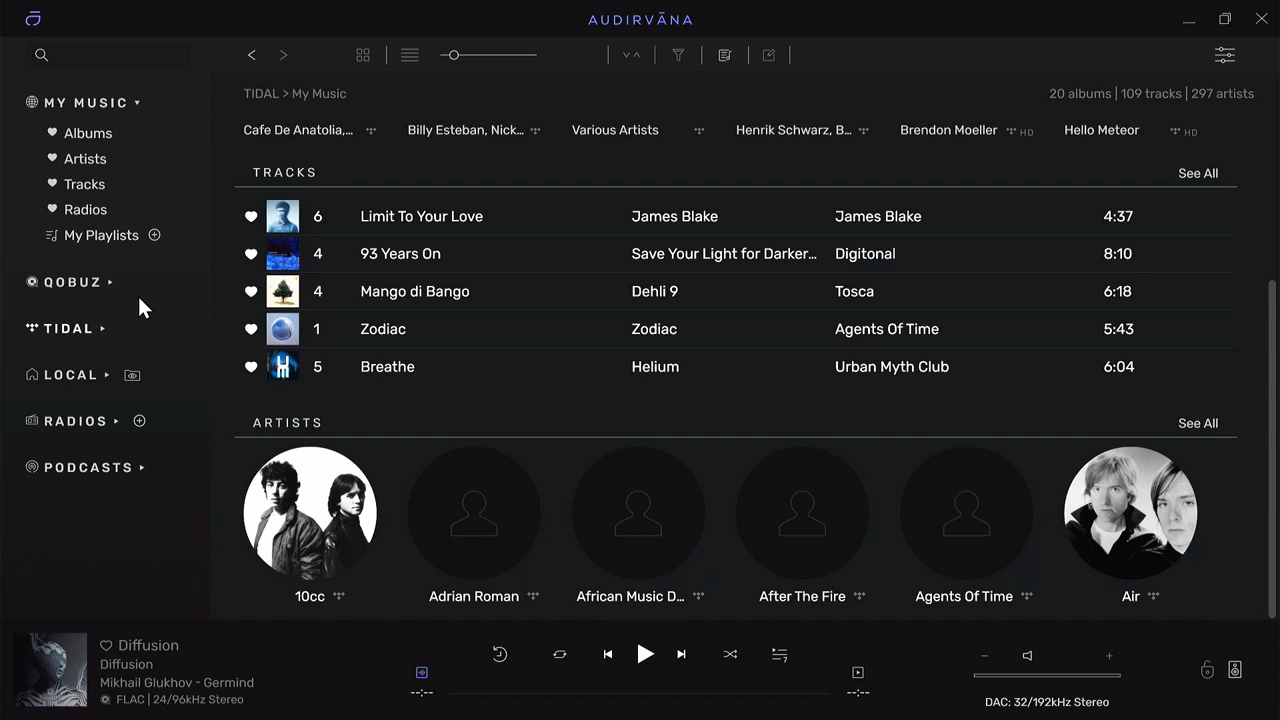 AUDIRVĀNA
MY MUSIC
Albums
Artists
Tracks
Radios
My Playlists
QOBUZ
TIDAL
LOCAL
RADIOS
PODCASTS
TIDAL > My Music
20 albums | 109 tracks | 297 artists
Cafe De Anatolia,... Billy Esteban, Nick... Various Artists Henrik Schwarz, B... Brendon Moeller HD Hello Meteor HD
TRACKS See All
6 Limit To Your Love James Blake James Blake 4:37
4 93 Years On Save Your Light for Darker... Digitonal 8:10
4 Mango di Bango Dehli 9 Tosca 6:18
1 Zodiac Zodiac Agents Of Time 5:43
5 Breathe Helium Urban Myth Club 6:04
ARTISTS See All
10cc Adrian Roman African Music D... After The Fire Agents Of Time Air
Diffusion
Diffusion
Mikhail Glukhov - Germind
FLAC | 24/96kHz Stereo
7
--:-- --:--
DAC: 32/192kHz Stereo